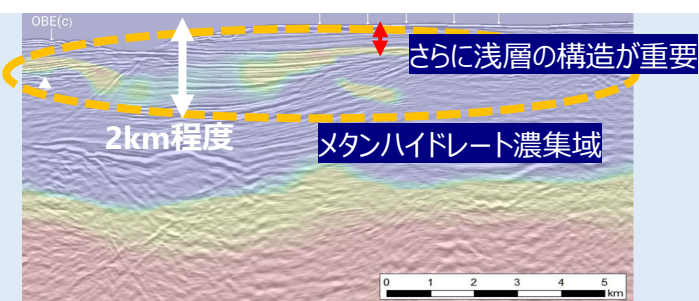 OBE(c)
さらに浅層の構造が重要
2km程度
メタンハイドレート濃集域
0 1 2 3 4 5
km